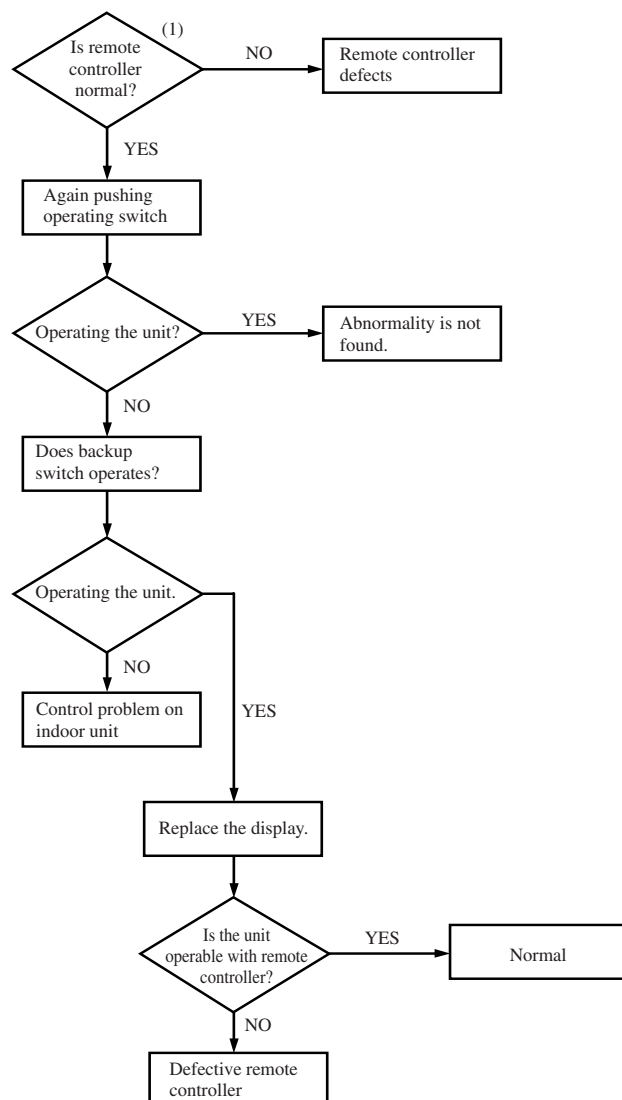 (1)
Is remote
controller
normal?
NO
Remote controller
defects
YES
Again pushing
operating switch
Operating the unit?
YES
Abnormality is not
found.
NO
Does backup
switch operates?
Operating the unit.
NO
Control problem on
indoor unit
YES
Replace the display.
Is the unit
operable with remote
controller?
YES
Normal
NO
Defective remote
controller